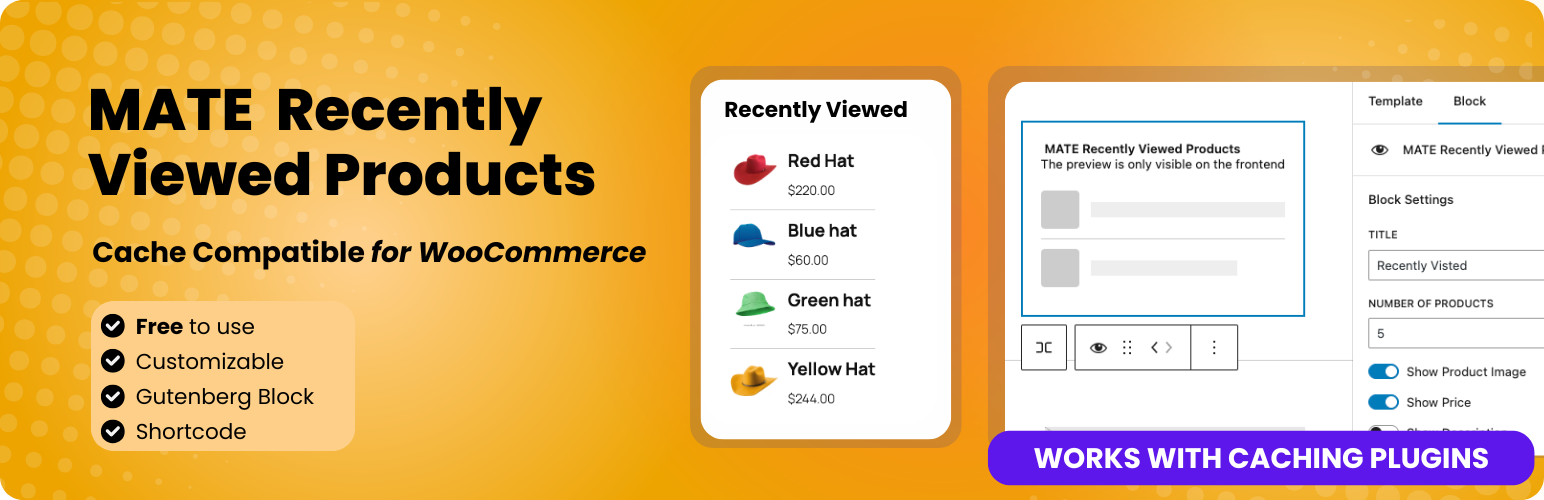 MATE Recently
Viewed Products
Cache Compatible for WooCommerce
Free to use
Customizable
Gutenberg Block
Shortcode
Recently Viewed
Red Hat
$220.00
Blue hat
$60.00
Green hat
$75.00
Yellow Hat
$244.00
MATE Recently Viewed Products
The preview is only visible on the frontend
Template Block
MATE Recently Viewed
Block Settings
TITLE
Recently Visted
NUMBER OF PRODUCTS
5
Show Product Image
Show Price
WORKS WITH CACHING PLUGINS